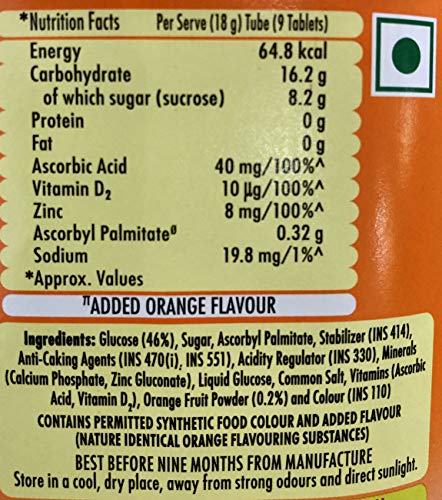 *Nutrition Facts Per Serve (18 g) Tube (9 Tablets)
Energy 64.8 kcal
Carbohydrate 16.2 g
of which sugar (sucrose) 8.2 g
Protein 0 g
Fat 0 g
Ascorbic Acid 40 mg/100%^
Vitamin D₂ 10 µg/100%^
Zinc 8 mg/100%^
Ascorbyl Palmitateᶲ 0.32 g
Sodium 19.8 mg/1%^
*Approx. Values
πADDED ORANGE FLAVOUR
Ingredients: Glucose (46%), Sugar, Ascorbyl Palmitate, Stabilizer (INS 414),
Anti-Caking Agents (INS 470(i), INS 551), Acidity Regulator (INS 330), Minerals
(Calcium Phosphate, Zinc Gluconate), Liquid Glucose, Common Salt, Vitamins (Ascorbic
Acid, Vitamin D₂), Orange Fruit Powder (0.2%) and Colour (INS 110)
CONTAINS PERMITTED SYNTHETIC FOOD COLOUR AND ADDED FLAVOUR
(NATURE IDENTICAL ORANGE FLAVOURING SUBSTANCES)
BEST BEFORE NINE MONTHS FROM MANUFACTURE
Store in a cool, dry place, away from strong odours and direct sunlight.